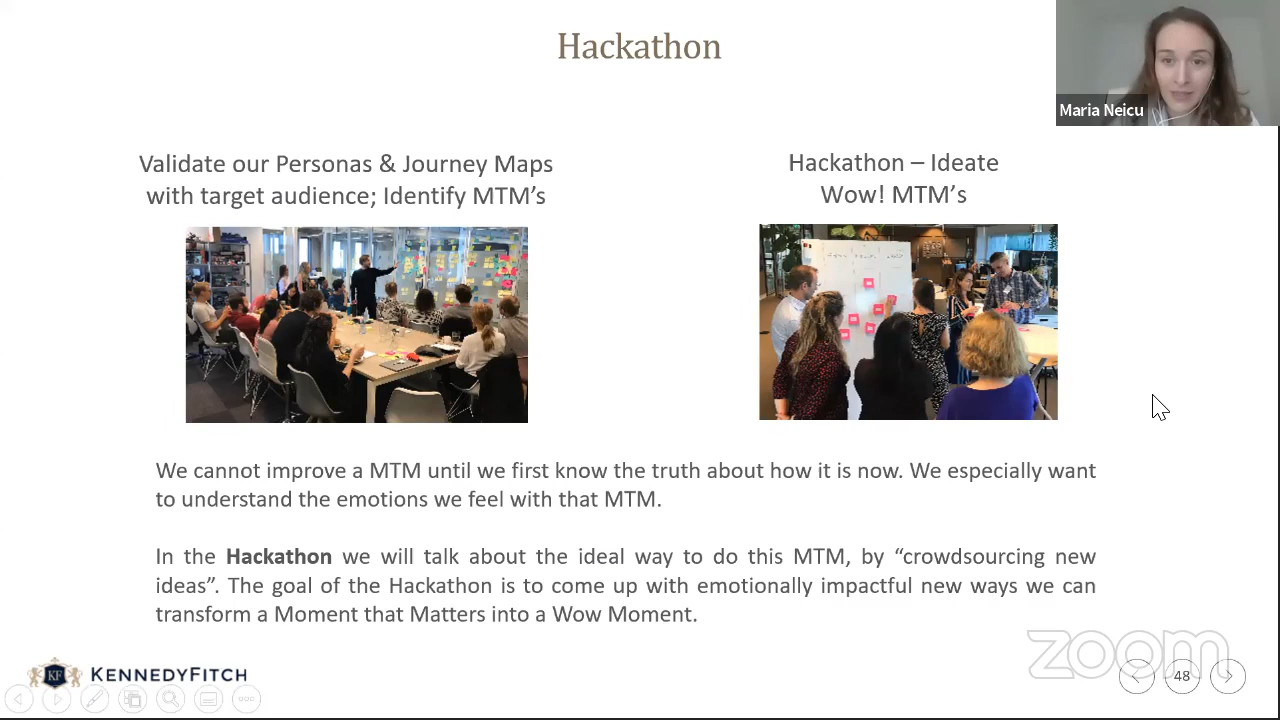 Hackathon
Maria Neicu
Validate our Personas & Journey Maps
with target audience; Identify MTM’s
Hackathon – Ideate
Wow! MTM’s
We cannot improve a MTM until we first know the truth about how it is now. We especially want
to understand the emotions we feel with that MTM.
In the Hackathon we will talk about the ideal way to do this MTM, by “crowdsourcing new
ideas”. The goal of the Hackathon is to come up with emotionally impactful new ways we can
transform a Moment that Matters into a Wow Moment.
zoom
KF KENNEDYFITCH
48